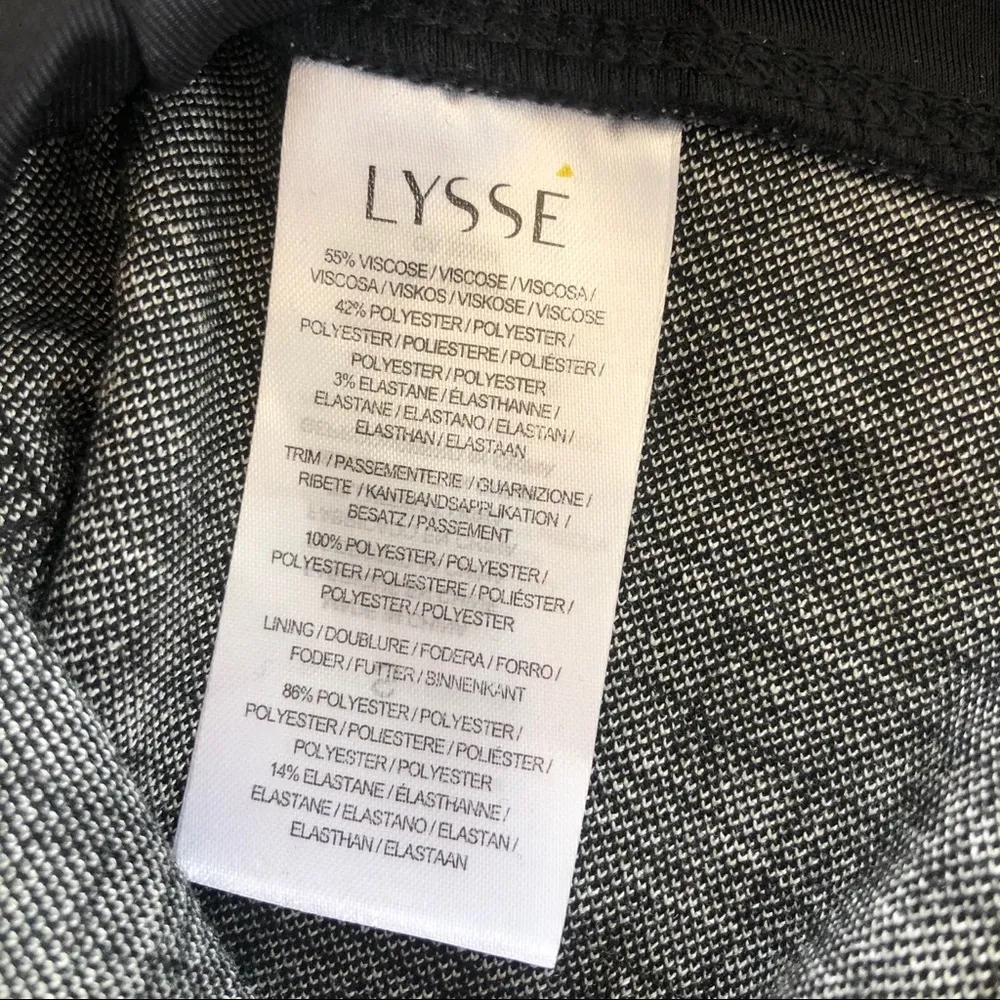 LYSSÉ
55% VISCOSE / VISCOSE / VISCOSA /
VISCOSA / VISKOS / VISKOSE / VISCOSE
42% POLYESTER / POLYESTER /
POLYESTER / POLIESTERE / POLIÉSTER /
POLYESTER / POLYESTER
3% ELASTANE / ÉLASTHANNE /
ELASTANE / ELASTANO / ELASTAN /
ELASTHAN / ELASTAAN
TRIM / PASSEMENTERIE / GUARNIZIONE /
RIBETE / KANTBANDSAPPLIKATION /
BESATZ / PASSEMENT
100% POLYESTER / POLYESTER /
POLYESTER / POLIESTERE / POLIÉSTER /
POLYESTER / POLYESTER
LINING / DOUBLURE / FODERA / FORRO /
FODER / FUTTER / BINNENKANT
86% POLYESTER / POLYESTER /
POLYESTER / POLIESTERE / POLIÉSTER /
POLYESTER / POLYESTER
14% ELASTANE / ÉLASTHANNE /
ELASTANE / ELASTANO / ELASTAN /
ELASTHAN / ELASTAAN